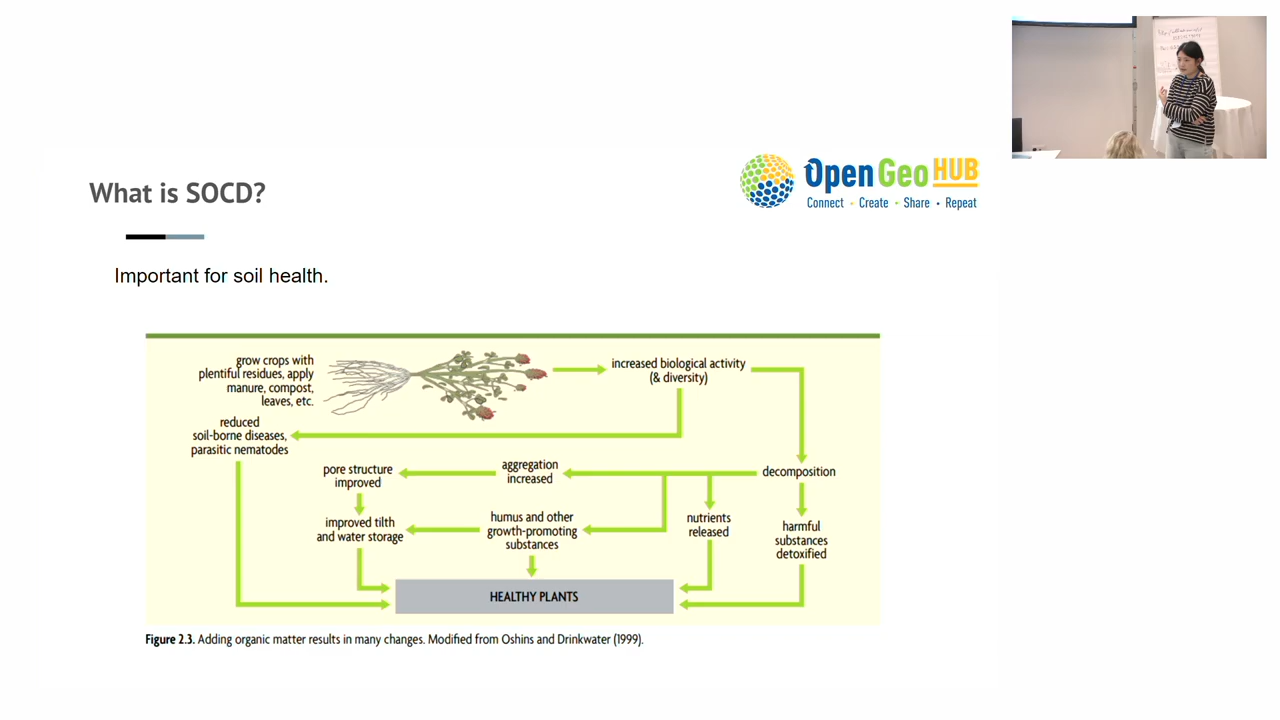 What is SOCD?
Open Geo HUB
Connect • Create • Share • Repeat
Important for soil health.
grow crops with
plentiful residues, apply
manure, compost,
leaves, etc.
increased biological activity
(& diversity)
reduced
soil-borne diseases,
parasitic nematodes
pore structure
improved
aggregation
increased
decomposition
improved tilth
and water storage
humus and other
growth-promoting
substances
nutrients
released
harmful
substances
detoxified
HEALTHY PLANTS
Figure 2.3. Adding organic matter results in many changes. Modified from Oshins and Drinkwater (1999).